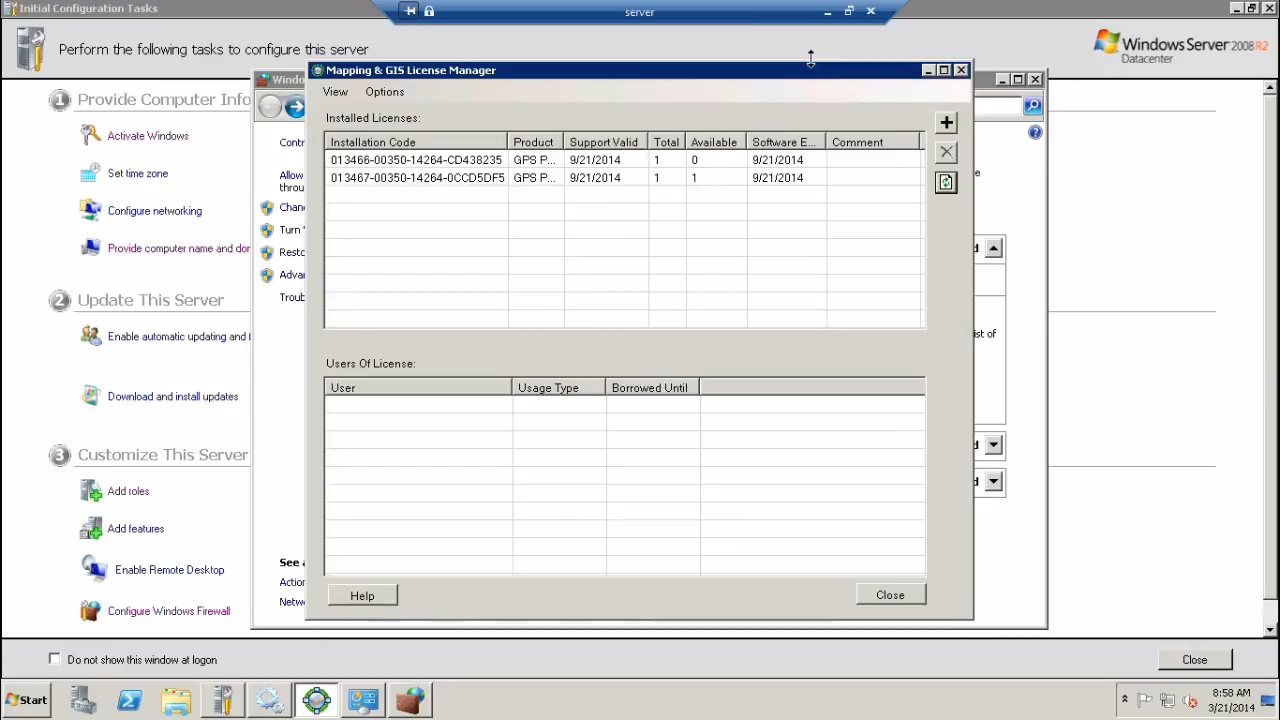 Initial Configuration Tasks
server
Perform the following tasks to configure this server
Windows Server 2008 R2
Datacenter
1 Provide Computer Info
Activate Windows
Set time zone
Configure networking
Provide computer name and dor
2 Update This Server
Enable automatic updating and f
Download and install updates
3 Customize This Server
Add roles
Add features
Enable Remote Desktop
Configure Windows Firewall
Windo
Contr
Allow
throu
Chan
Turn
Resto
Advar
Troub
See a
Action
Netw
Mapping & GIS License Manager
View Options
Installed Licenses:
Installation Code Product Support Valid Total Available Software E... Comment
013466-00350-14264-CD438235 GPS P... 9/21/2014 1 0 9/21/2014
013467-00350-14264-0CCD5DF5 GPS P... 9/21/2014 1 1 9/21/2014
Users Of License:
User Usage Type Borrowed Until
Help Close
e
d
ist of
d
d
Do not show this window at logon
Close
Start
8:58 AM
3/21/2014